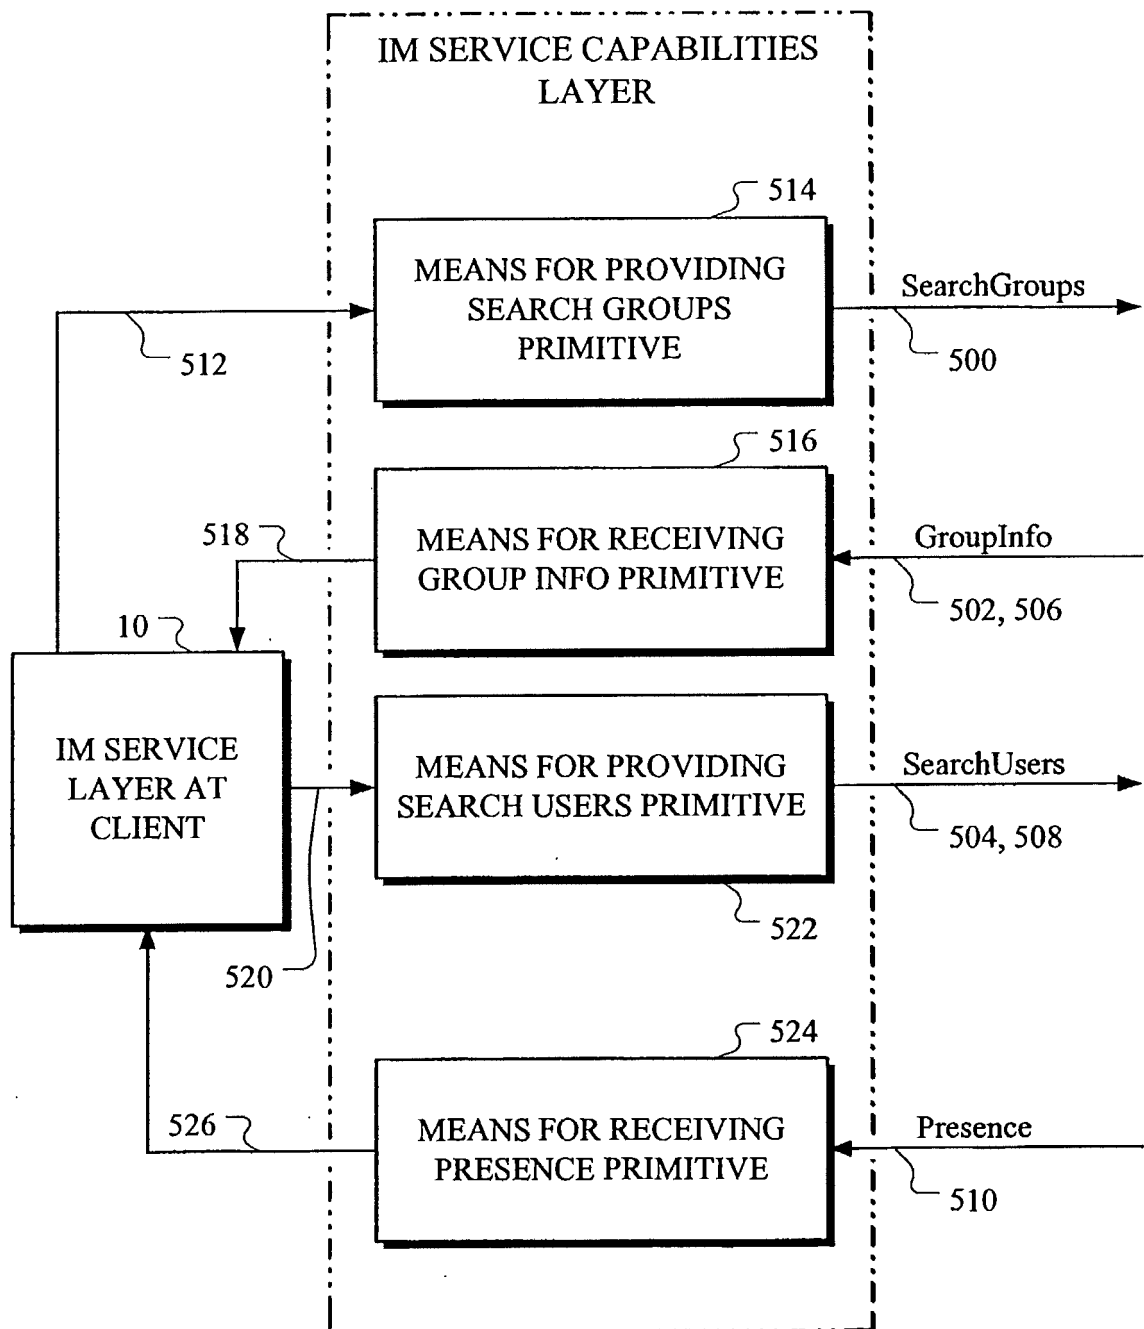 IM SERVICE CAPABILITIES
LAYER
514
MEANS FOR PROVIDING
SEARCH GROUPS
PRIMITIVE
SearchGroups
500
512
516
MEANS FOR RECEIVING
GROUP INFO PRIMITIVE
GroupInfo
502, 506
518
10
IM SERVICE
LAYER AT
CLIENT
MEANS FOR PROVIDING
SEARCH USERS PRIMITIVE
SearchUsers
504, 508
522
520
524
MEANS FOR RECEIVING
PRESENCE PRIMITIVE
Presence
510
526